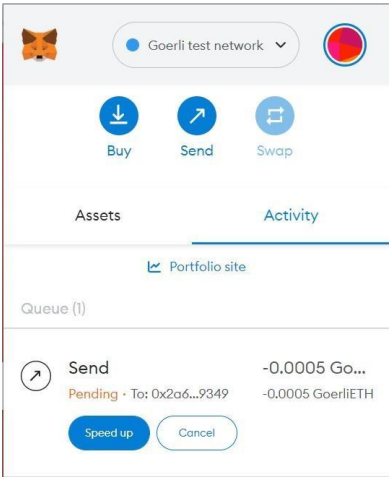 Goerli test network
Buy Send Swap
Assets Activity
Portfolio site
Queue (1)
Send -0.0005 Go...
Pending · To: 0x2a6...9349 -0.0005 GoerliETH
Speed up Cancel